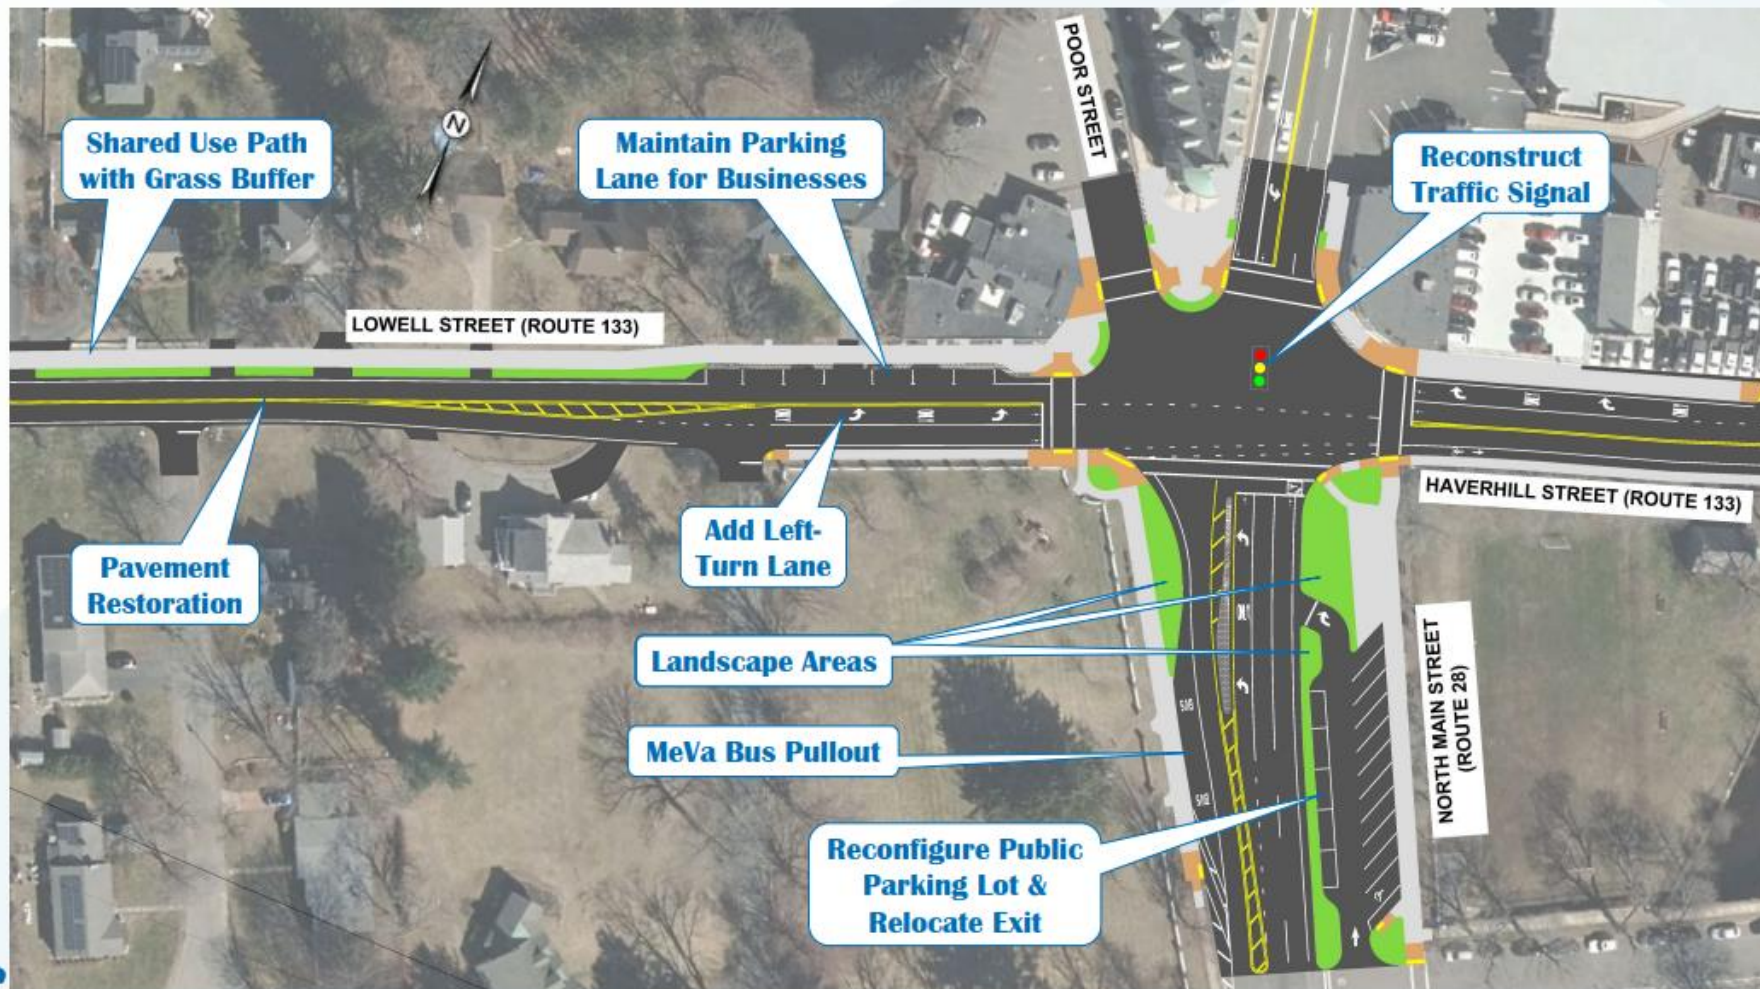 POOR STREET
Shared Use Path
with Grass Buffer
N
Maintain Parking
Lane for Businesses
Reconstruct
Traffic Signal
LOWELL STREET (ROUTE 133)
HAVERHILL STREET (ROUTE 133)
Add Left-
Turn Lane
Pavement
Restoration
Landscape Areas
NORTH MAIN STREET
(ROUTE 28)
BUS
MeVa Bus Pullout
BUS
Reconfigure Public
Parking Lot &
Relocate Exit